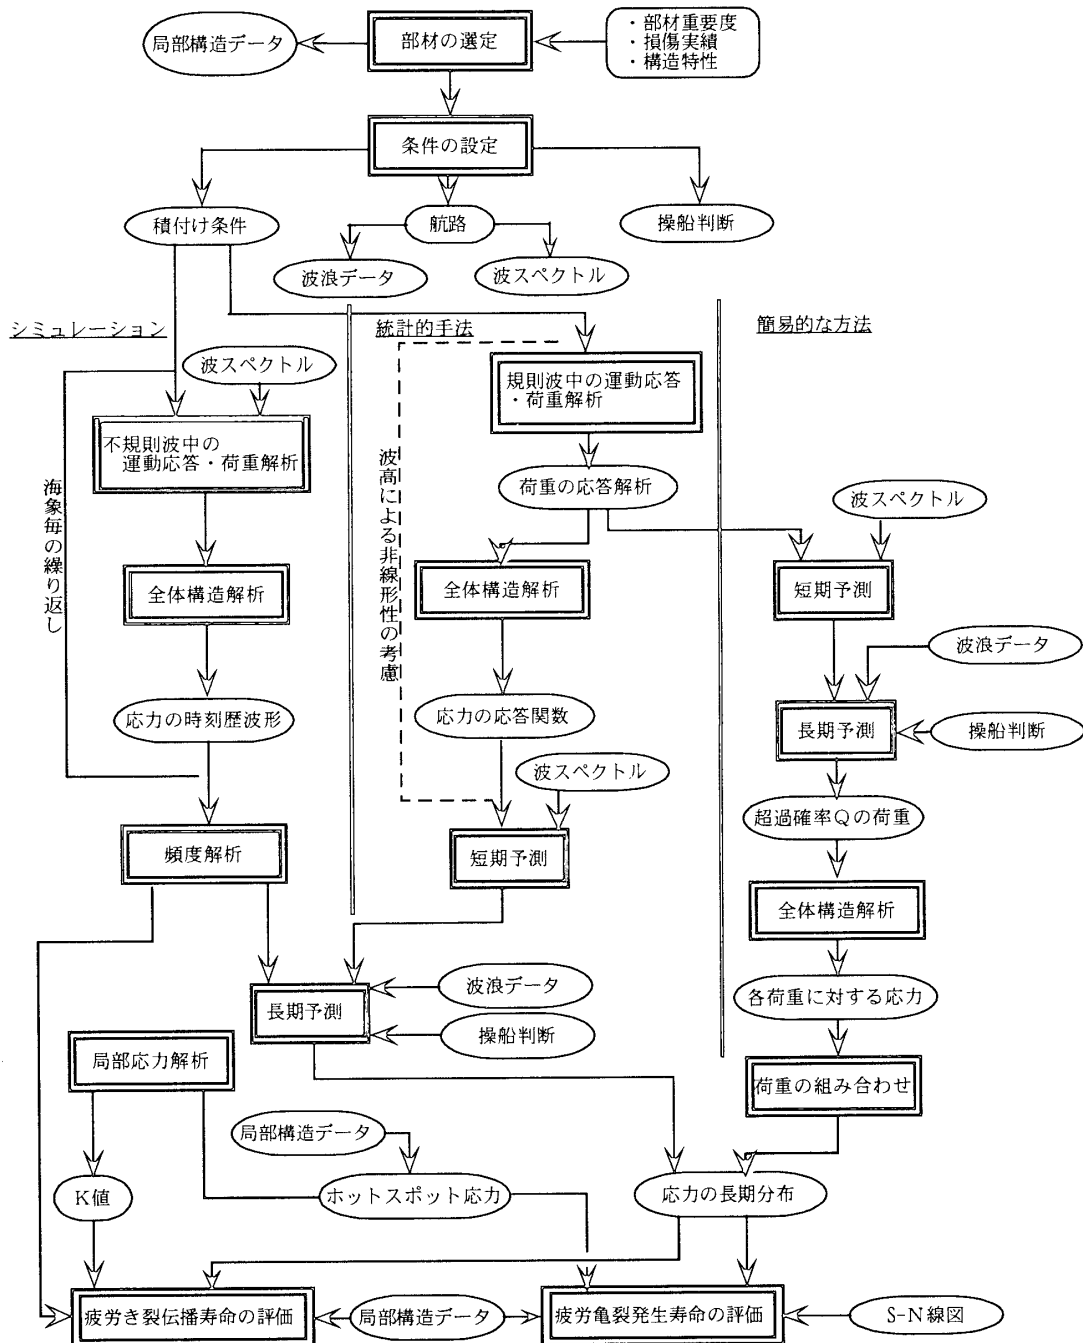 局部構造データ
部材の選定
・部材重要度
・損傷実績
・構造特性
条件の設定
積付け条件
航路
操船判断
波浪データ
波スペクトル
シミュレーション
統計的手法
簡易的な方法
波スペクトル
規則波中の運動応答
・荷重解析
不規則波中の
運動応答・荷重解析
海象毎の繰り返し
波高による非線形性の考慮
荷重の応答解析
波スペクトル
全体構造解析
全体構造解析
短期予測
波浪データ
応力の時刻歴波形
応力の応答関数
長期予測
操船判断
波スペクトル
超過確率Qの荷重
頻度解析
短期予測
全体構造解析
波浪データ
各荷重に対する応力
長期予測
操船判断
局部応力解析
荷重の組み合わせ
局部構造データ
K値
ホットスポット応力
応力の長期分布
疲労き裂伝播寿命の評価
局部構造データ
疲労亀裂発生寿命の評価
S-N線図